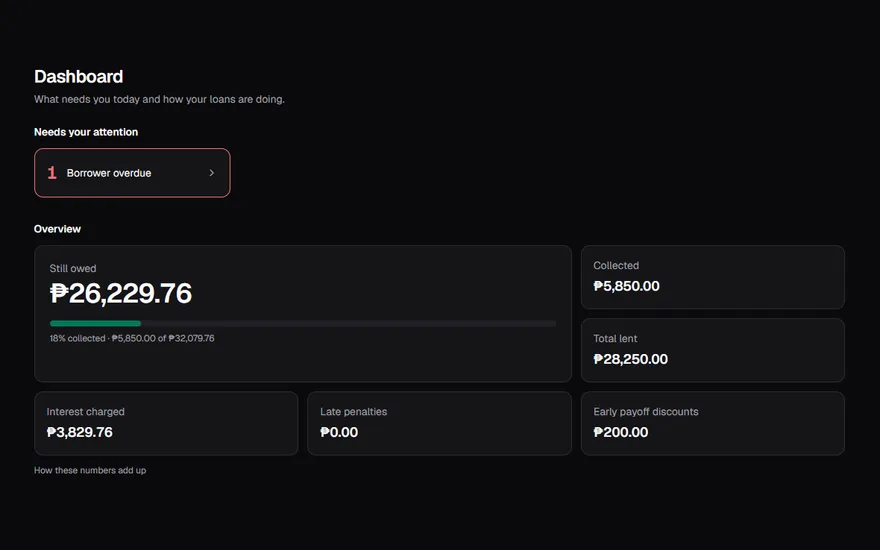 Dashboard
What needs you today and how your loans are doing.
Needs your attention
1 Borrower overdue
Overview
Still owed
₱26,229.76
18% collected · ₱5,850.00 of ₱32,079.76
Collected
₱5,850.00
Total lent
₱28,250.00
Interest charged
₱3,829.76
Late penalties
₱0.00
Early payoff discounts
₱200.00
How these numbers add up